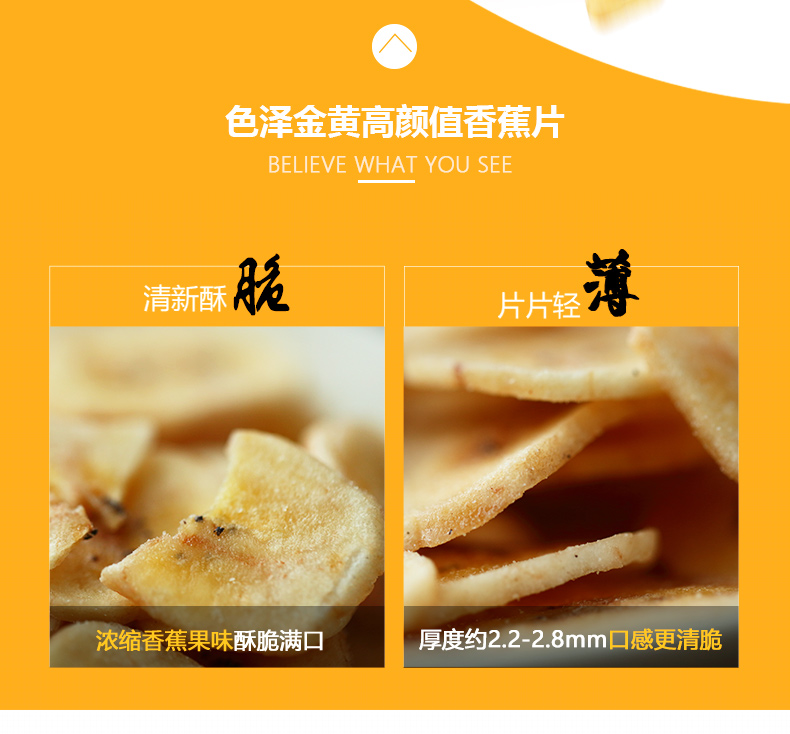 色泽金黄高颜值香蕉片
BELIEVE WHAT YOU SEE
清新酥脆
片片轻薄
浓缩香蕉果味酥脆满口
厚度约2.2-2.8mm口感更清脆